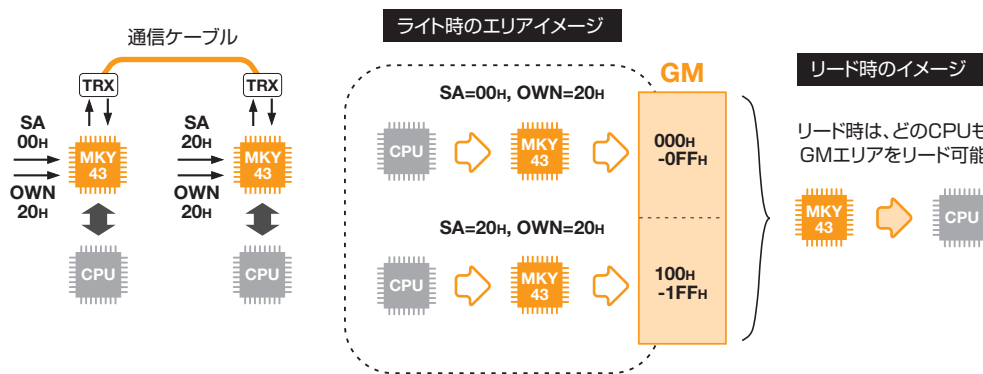 通信ケーブル
TRX
TRX
SA
00H
OWN
20H
MKY
43
CPU
SA
20H
OWN
20H
MKY
43
CPU
ライト時のエリアイメージ
GM
SA=00H, OWN=20H
CPU
MKY
43
000H
-0FFH
SA=20H, OWN=20H
CPU
MKY
43
100H
-1FFH
リード時のイメージ
リード時は、どのCPUも
GMエリアをリード可能
MKY
43
CPU